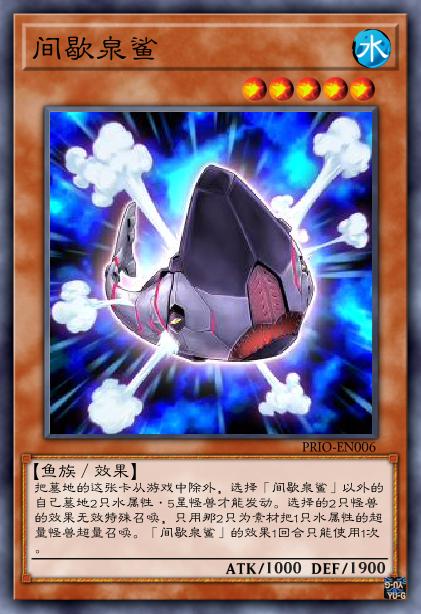 间歇泉鲨
水
PRIO-EN006
【鱼族／效果】
把墓地的这张卡从游戏中除外，选择「间歇泉鲨」以外的
自己墓地2只水属性·5星怪兽才能发动。选择的2只怪兽
的效果无效特殊召唤，只用那2只为素材把1只水属性的超
量怪兽超量召唤。「间歇泉鲨」的效果1回合只能使用1次
。
ATK/1000 DEF/1900